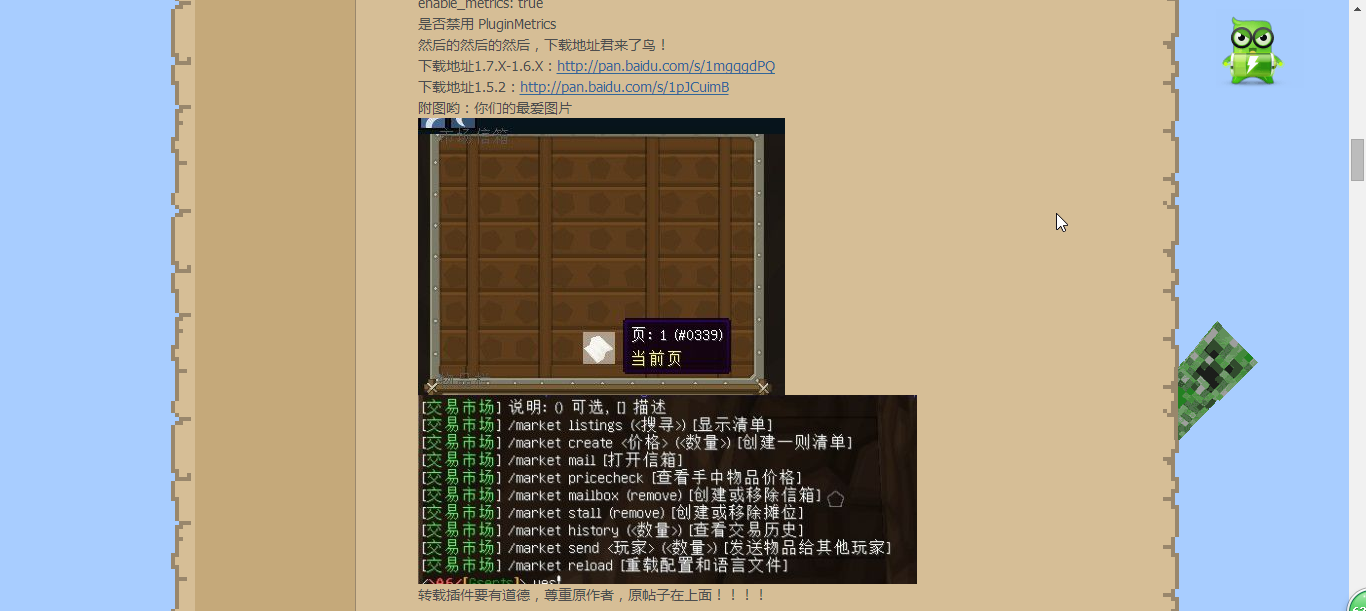 enable_metrics: true
是否禁用 PluginMetrics
然后的然后的然后，下载地址君来了鸟！
下载地址1.7.X-1.6.X：http://pan.baidu.com/s/1mgqgdPQ
下载地址1.5.2：http://pan.baidu.com/s/1pJCuimB
附图哟：你们的最爱图片
市场信箱
页: 1 (#0339)
当前页
物品栏
[交易市场] 说明: () 可选, [] 描述
[交易市场] /market listings (<搜寻>) [显示清单]
[交易市场] /market create <价格> (<数量>) [创建一则清单]
[交易市场] /market mail [打开信箱]
[交易市场] /market pricecheck [查看手中物品价格]
[交易市场] /market mailbox (remove) [创建或移除信箱]
[交易市场] /market stall (remove) [创建或移除摊位]
[交易市场] /market history (<数量>) [查看交易历史]
[交易市场] /market send <玩家> (<数量>) [发送物品给其他玩家]
[交易市场] /market reload [重载配置和语言文件]
转载插件要有道德，尊重原作者，原帖子在上面！！！！